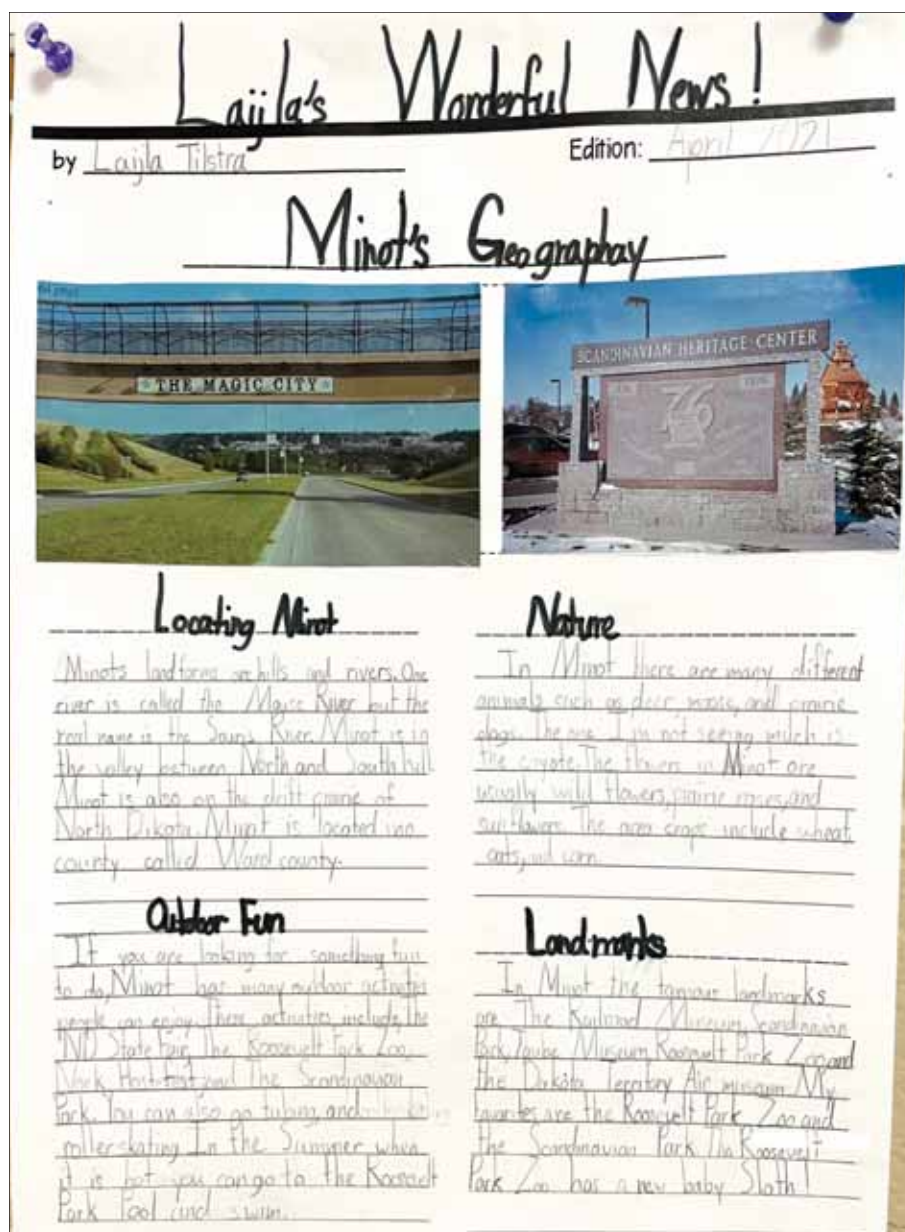 Laijla's Wonderful News!
by Laijla Tilstra
Edition: April 2021
Minot's Geographay
THE MAGIC CITY
SCANDINAVIAN HERITAGE CENTER
76
Locating Minot
Minots landforms are hills and rivers. One
river is called the Mouse River but the
real name is the Souris River. Minot is in
the valley between North and South hill.
Minot is also on the drift prairie of
North Dikota. Minot is located in a
county called Ward county.
Outdoor Fun
If you are looking for something fun
to do, Minot has many outdoor activities
people can enjoy. These activities include, the
ND State Fair, The Roosevelt Park Zoo,
Norsk Hostfest, and The Scandinavian
Park. You can also go tubing, and
rollerskating. In the Summer when
it is hot you can go to the Roosevelt
Park Pool and swim.
Nature
In Minot there are many different
animals such as deer, moose, and prairie
dogs. The one I'm not seeing much is
the coyote. The flowers in Minot are
usually wild flowers, prairie roses, and
sunflowers. The area crops include wheat,
oats, and corn.
Landmarks
In Minot the famous landmarks
are The Railroad Museum, Scandinavian
Park, Taube Museum, Roosevelt Park Zoo, and
the Dakota Territory Air museum. My
favorites are the Roosevelt Park Zoo and
the Scandinavian Park. Tha Roosevelt
Park Zoo has a new baby Sloth!